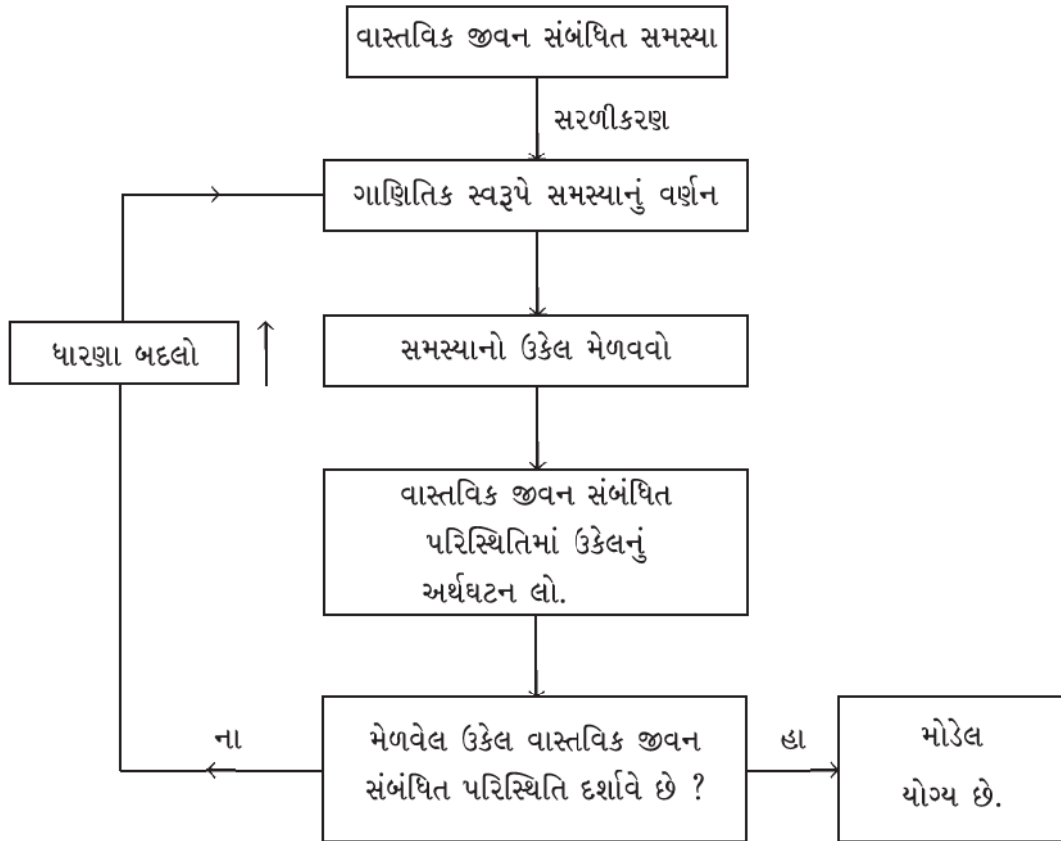 વાસ્તવિક જીવન સંબંધિત સમસ્યા
સરળીકરણ
ગાણિતિક સ્વરૂપે સમસ્યાનું વર્ણન
ધારણા બદલો
સમસ્યાનો ઉકેલ મેળવવો
વાસ્તવિક જીવન સંબંધિત
પરિસ્થિતિમાં ઉકેલનું
અર્થઘટન લો.
ના
મેળવેલ ઉકેલ વાસ્તવિક જીવન
સંબંધિત પરિસ્થિતિ દર્શાવે છે ?
હા
મોડેલ
યોગ્ય છે.